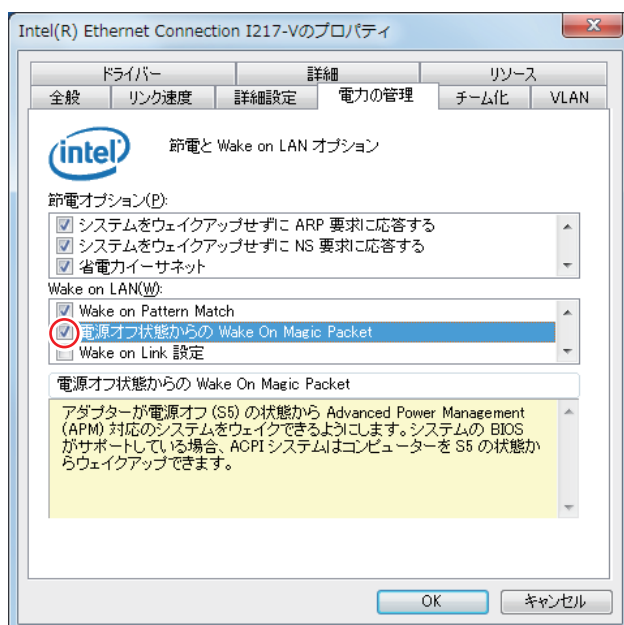 Intel(R) Ethernet Connection I217-Vのプロパティ
ドライバー 詳細 リソース
全般 リンク速度 詳細設定 電力の管理 チーム化 VLAN
intel
節電と Wake on LAN オプション
節電オプション(P):
システムをウェイクアップせずに ARP 要求に応答する
システムをウェイクアップせずに NS 要求に応答する
省電力イーサネット
Wake on LAN(W):
Wake on Pattern Match
電源オフ状態からの Wake On Magic Packet
Wake on Link 設定
電源オフ状態からの Wake On Magic Packet
アダプターが電源オフ (S5) の状態から Advanced Power Management
(APM) 対応のシステムをウェイクできるようにします。システムの BIOS
がサポートしている場合、ACPI システムはコンピューターを S5 の状態か
らウェイクアップできます。
OK キャンセル